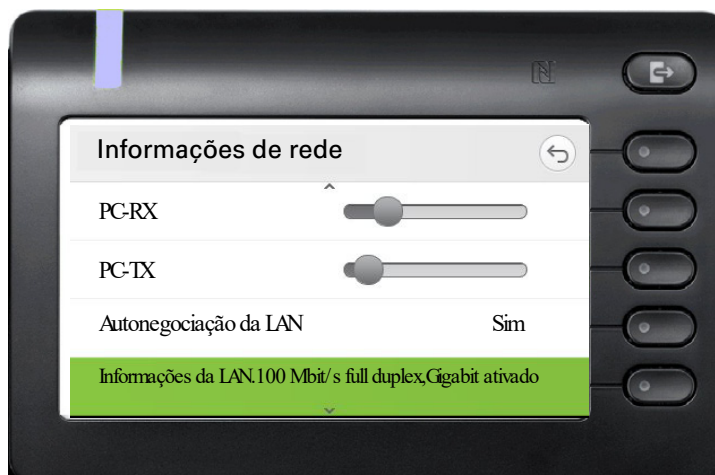 Informações de rede
PC-RX
PC-TX
Autonegociação da LAN Sim
Informações da LAN.100 Mbit/s full duplex,Gigabit ativado